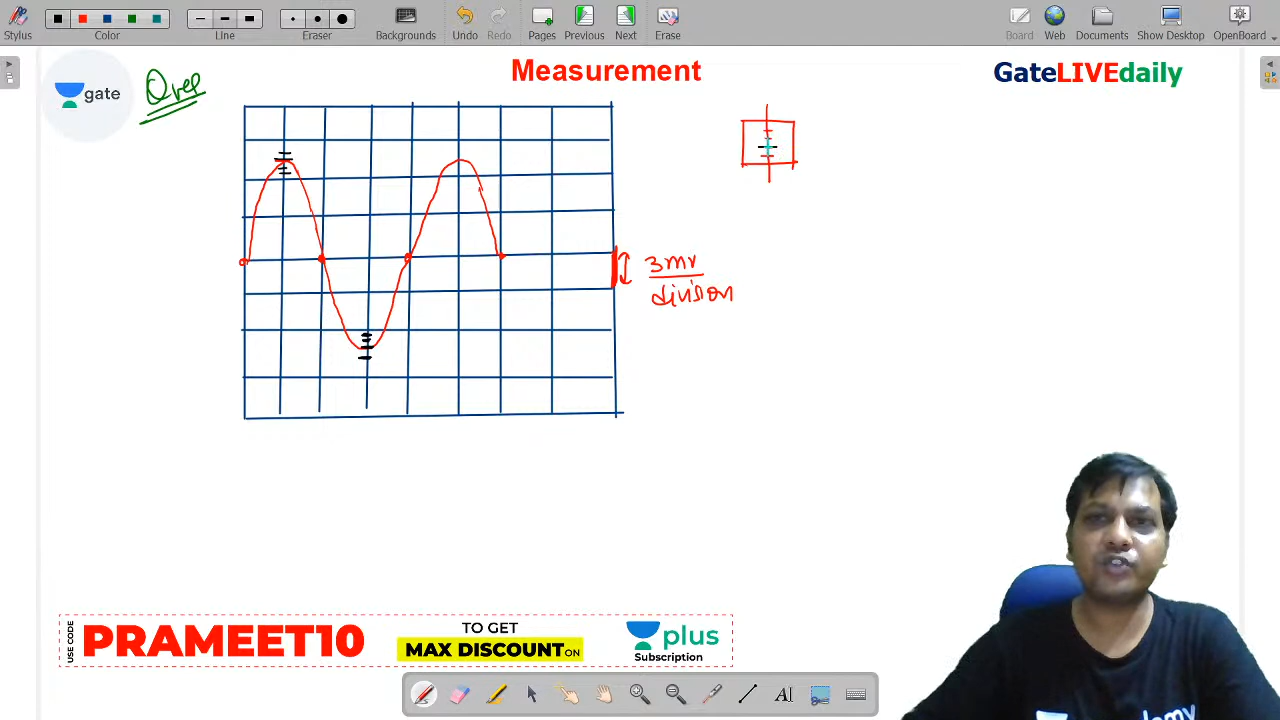 Stylus
Color
Line
Eraser
Backgrounds
Undo
Redo
Pages
Previous
Next
Erase
Board
Web
Documents
Show Desktop
OpenBoard
gate
Ques
Measurement
GateLIVEdaily
3mv
division
USE CODE
PRAMEET10
TO GET
MAX DISCOUNT ON
plus
Subscription